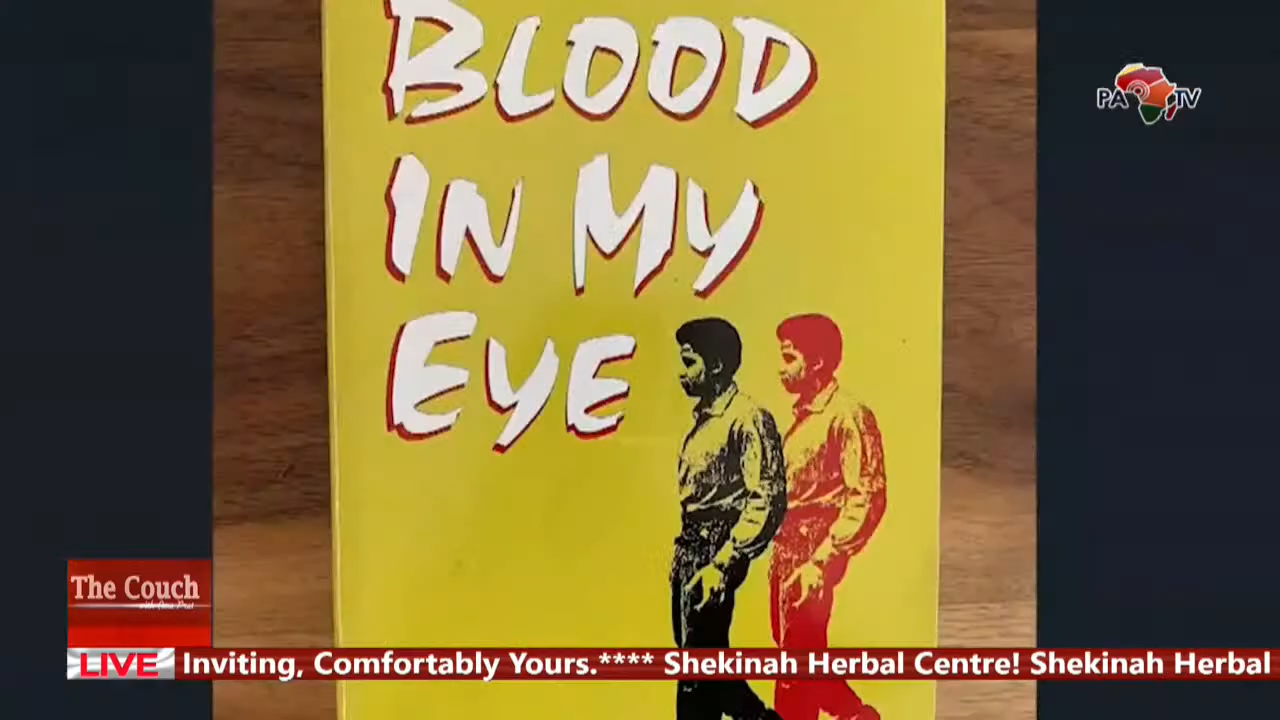 BLOOD
IN MY
EYE
PA TV
The Couch
LIVE
Inviting, Comfortably Yours.**** Shekinah Herbal Centre! Shekinah Herbal